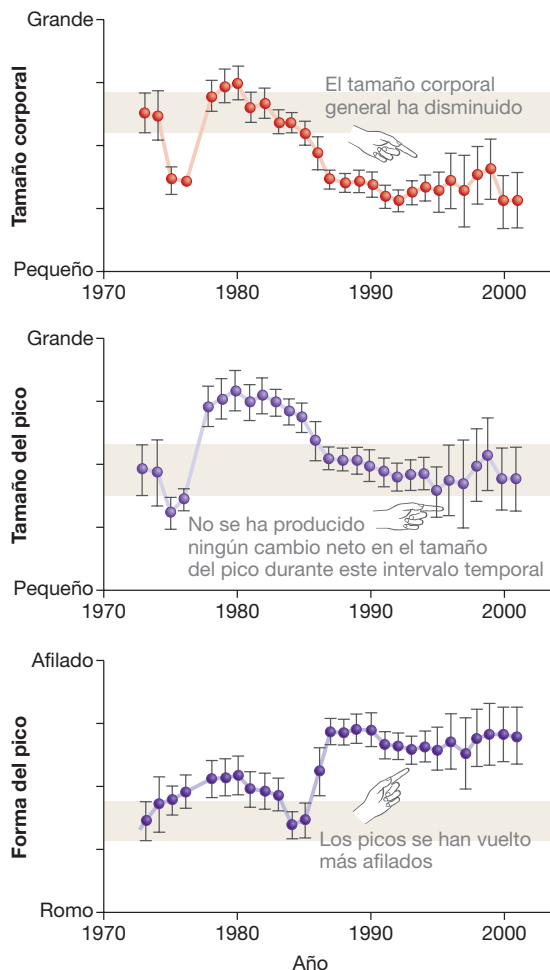 Grande
Tamaño corporal
El tamaño corporal
general ha disminuido
Pequeño
1970 1980 1990 2000
Grande
Tamaño del pico
No se ha producido
ningún cambio neto en el tamaño
del pico durante este intervalo temporal
Pequeño
1970 1980 1990 2000
Afilado
Forma del pico
Los picos se han vuelto
más afilados
Romo
1970 1980 1990 2000
Año